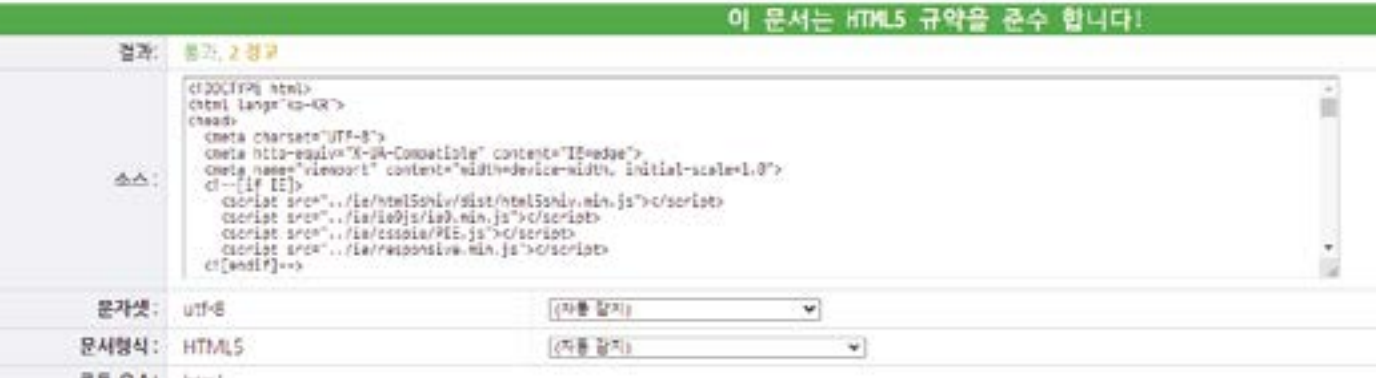 이 문서는 HTML5 규약을 준수 합니다!
결과: 통과, 2 경고
소스 :
<!DOCTYPE html>
<html lang="ko-KR">
<head>
<meta charset="UTF-8">
<meta http-equiv="X-UA-Compatible" content="IE=edge">
<meta name="viewport" content="width=device-width, initial-scale=1.0">
<!--[if IE]>
<script src="../ie/html5shiv/dist/html5shiv.min.js"></script>
<script src="../ie/ie9js/ie9.min.js"></script>
<script src="../ie/csspie/PIE.js"></script>
<script src="../ie/responsive.min.js"></script>
<![endif]-->
문자셋 : utf-8 (자동 감지)
문서형식 : HTML5 (자동 감지)